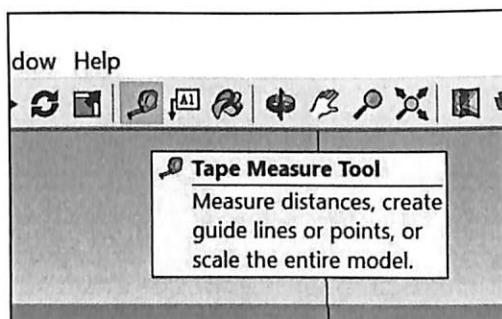 dow Help
A1
Tape Measure Tool
Measure distances, create
guide lines or points, or
scale the entire model.